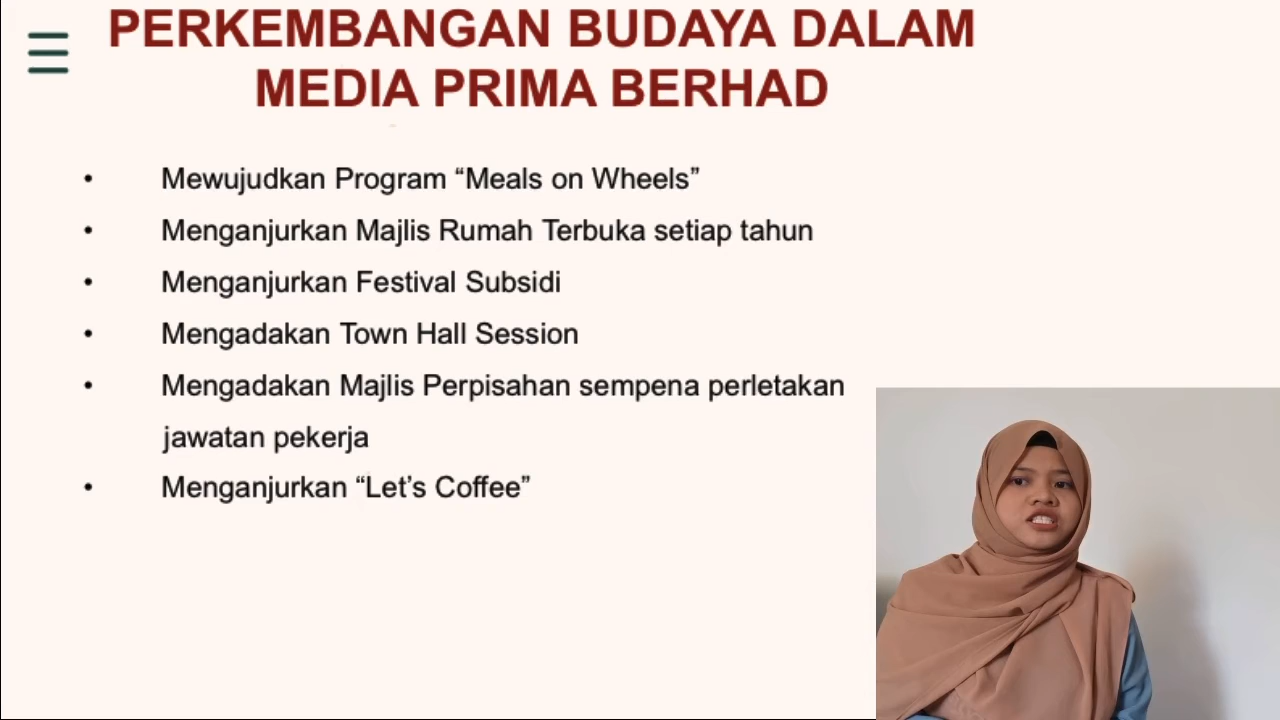 PERKEMBANGAN BUDAYA DALAM
MEDIA PRIMA BERHAD
• Mewujudkan Program “Meals on Wheels”
• Menganjurkan Majlis Rumah Terbuka setiap tahun
• Menganjurkan Festival Subsidi
• Mengadakan Town Hall Session
• Mengadakan Majlis Perpisahan sempena perletakan
jawatan pekerja
• Menganjurkan “Let’s Coffee”